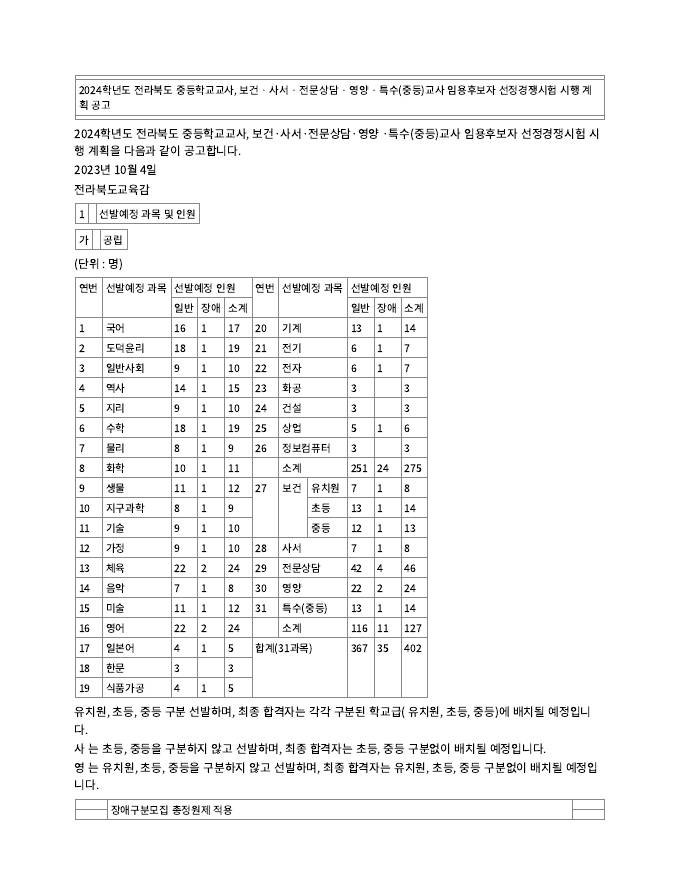 2024학년도 전라북도 중등학교교사, 보건 · 사서 · 전문상담 · 영양 · 특수(중등)교사 임용후보자 선정경쟁시험 시행 계
획 공고
2024학년도 전라북도 중등학교교사, 보건·사서·전문상담·영양 ·특수(중등)교사 임용후보자 선정경쟁시험 시
행 계획을 다음과 같이 공고합니다.
2023년 10월 4일
전라북도교육감
1 선발예정 과목 및 인원
가 공립
(단위 : 명)
연번 선발예정 과목 선발예정 인원 연번 선발예정 과목 선발예정 인원
일반 장애 소계 일반 장애 소계
1 국어 16 1 17 20 기계 13 1 14
2 도덕윤리 18 1 19 21 전기 6 1 7
3 일반사회 9 1 10 22 전자 6 1 7
4 역사 14 1 15 23 화공 3 3
5 지리 9 1 10 24 건설 3 3
6 수학 18 1 19 25 상업 5 1 6
7 물리 8 1 9 26 정보컴퓨터 3 3
8 화학 10 1 11 소계 251 24 275
9 생물 11 1 12 27 보건 유치원 7 1 8
10 지구과학 8 1 9 초등 13 1 14
11 기술 9 1 10 중등 12 1 13
12 가정 9 1 10 28 사서 7 1 8
13 체육 22 2 24 29 전문상담 42 4 46
14 음악 7 1 8 30 영양 22 2 24
15 미술 11 1 12 31 특수(중등) 13 1 14
16 영어 22 2 24 소계 116 11 127
17 일본어 4 1 5 합계(31과목) 367 35 402
18 한문 3 3
19 식품가공 4 1 5
유치원, 초등, 중등 구분 선발하며, 최종 합격자는 각각 구분된 학교급( 유치원, 초등, 중등)에 배치될 예정입니
다.
사 는 초등, 중등을 구분하지 않고 선발하며, 최종 합격자는 초등, 중등 구분없이 배치될 예정입니다.
영 는 유치원, 초등, 중등을 구분하지 않고 선발하며, 최종 합격자는 유치원, 초등, 중등 구분없이 배치될 예정입
니다.
장애구분모집 총정원제 적용